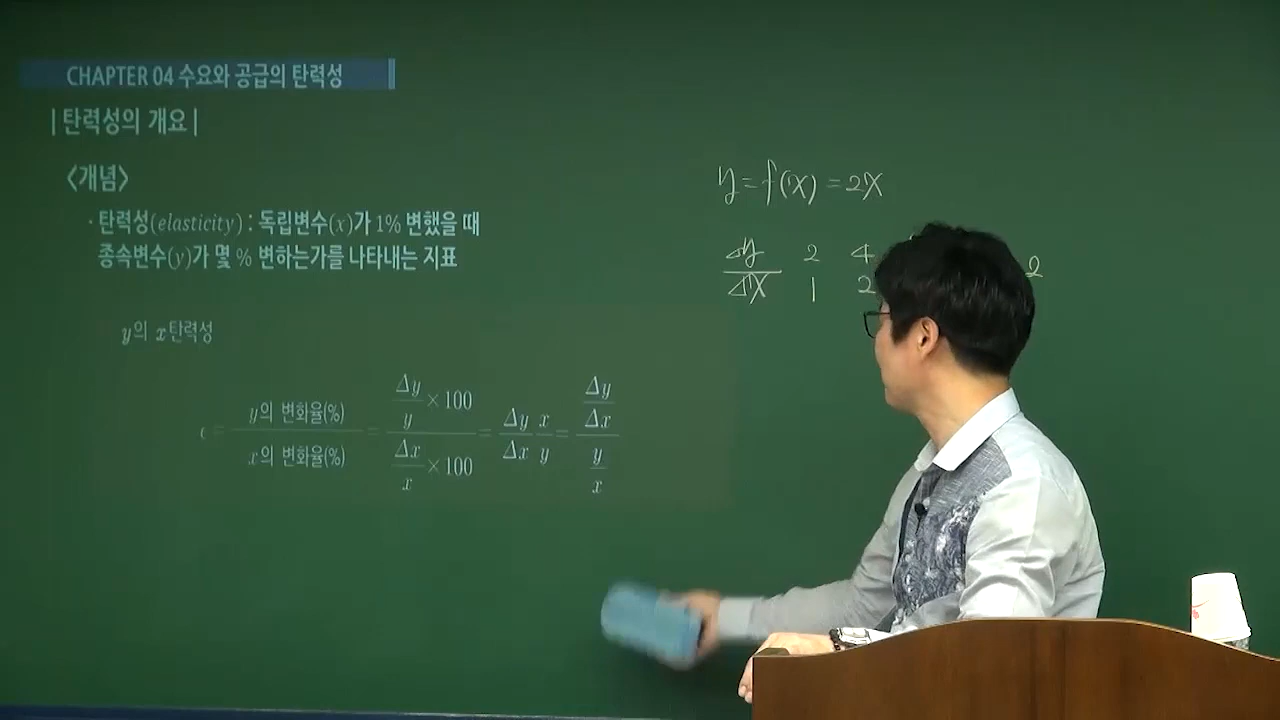 CHAPTER 04 수요와 공급의 탄력성
| 탄력성의 개요 |
<개념>
· 탄력성(elasticity) : 독립변수(x)가 1% 변했을 때
종속변수(y)가 몇 % 변하는가를 나타내는 지표
y의 x탄력성
ϵ = y의 변화율(%) / x의 변화율(%) = (Δy/y × 100) / (Δx/x × 100) = Δy/Δx x/y = (Δy/Δx) / (y/x)
y = f(x) = 2x
Δy 2 4 2
Δx 1 2